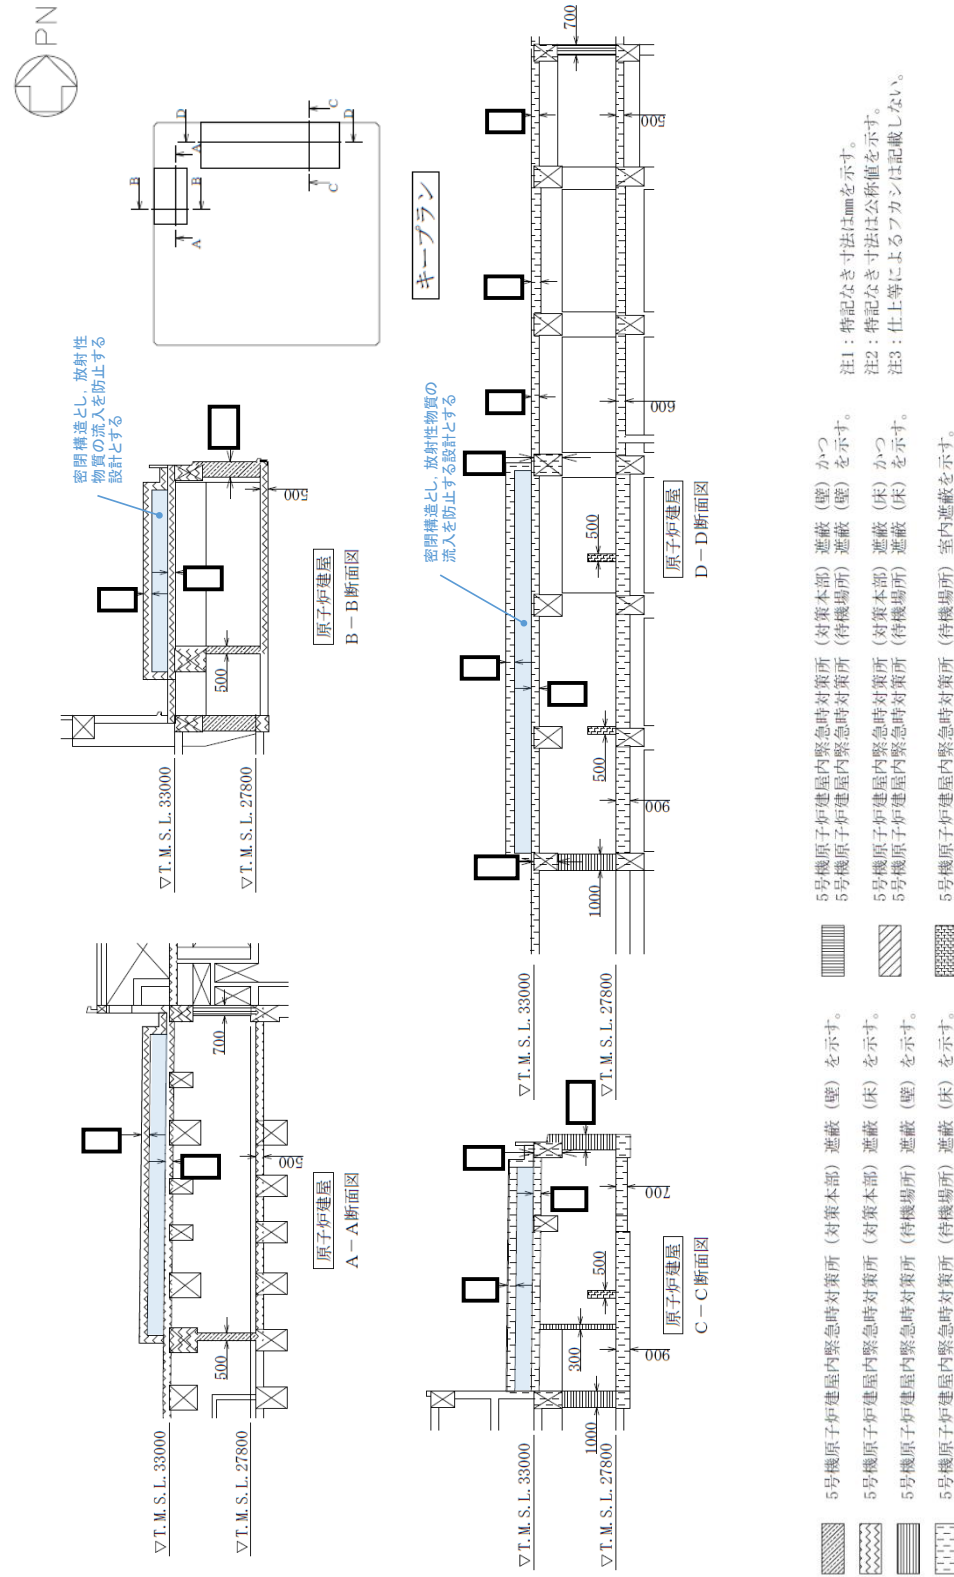 PN
A
A
B
B
C
C
D
D
キープラン
▽T.M.S.L.33000
▽T.M.S.L.27800
500
700
500
原子炉建屋
A-A断面図
密閉構造とし,放射性
物質の流入を防止する
設計とする
▽T.M.S.L.33000
▽T.M.S.L.27800
500
500
原子炉建屋
B-B断面図
▽T.M.S.L.33000
▽T.M.S.L.27800
1000
300
500
900
700
原子炉建屋
C-C断面図
密閉構造とし,放射性物質の
流入を防止する設計とする
▽T.M.S.L.33000
▽T.M.S.L.27800
1000
500
500
700
900
600
500
原子炉建屋
D-D断面図
5号機原子炉建屋内緊急時対策所(対策本部)遮蔽(壁)を示す。
5号機原子炉建屋内緊急時対策所(対策本部)遮蔽(床)を示す。
5号機原子炉建屋内緊急時対策所(待機場所)遮蔽(壁)を示す。
5号機原子炉建屋内緊急時対策所(待機場所)遮蔽(床)を示す。
5号機原子炉建屋内緊急時対策所(対策本部)遮蔽(壁)かつ
5号機原子炉建屋内緊急時対策所(待機場所)遮蔽(壁)を示す。
5号機原子炉建屋内緊急時対策所(対策本部)遮蔽(床)かつ
5号機原子炉建屋内緊急時対策所(待機場所)遮蔽(床)を示す。
5号機原子炉建屋内緊急時対策所(待機場所)室内遮蔽を示す。
注1:特記なき寸法はmmを示す。
注2:特記なき寸法は公称値を示す。
注3:仕上等によるフカシは記載しない。